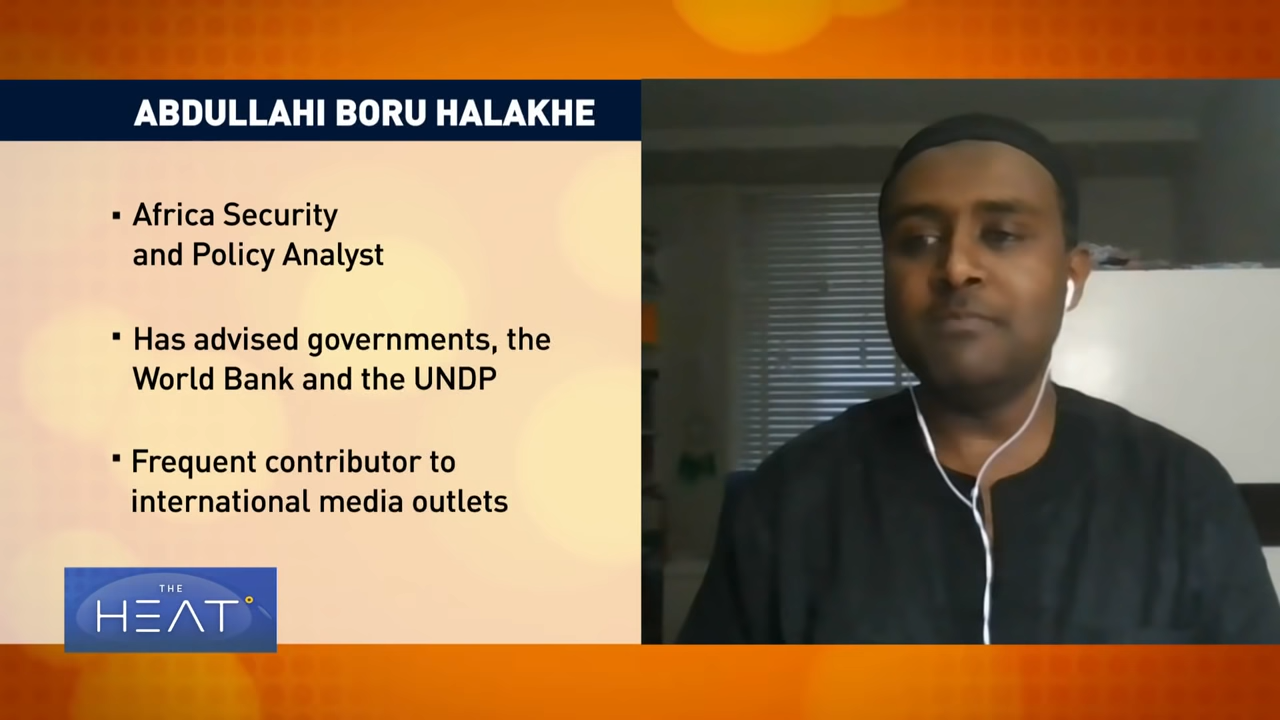 ABDULLAHI BORU HALAKHE
▪ Africa Security
and Policy Analyst
▪ Has advised governments, the
World Bank and the UNDP
▪ Frequent contributor to
international media outlets
THE
HEAT°